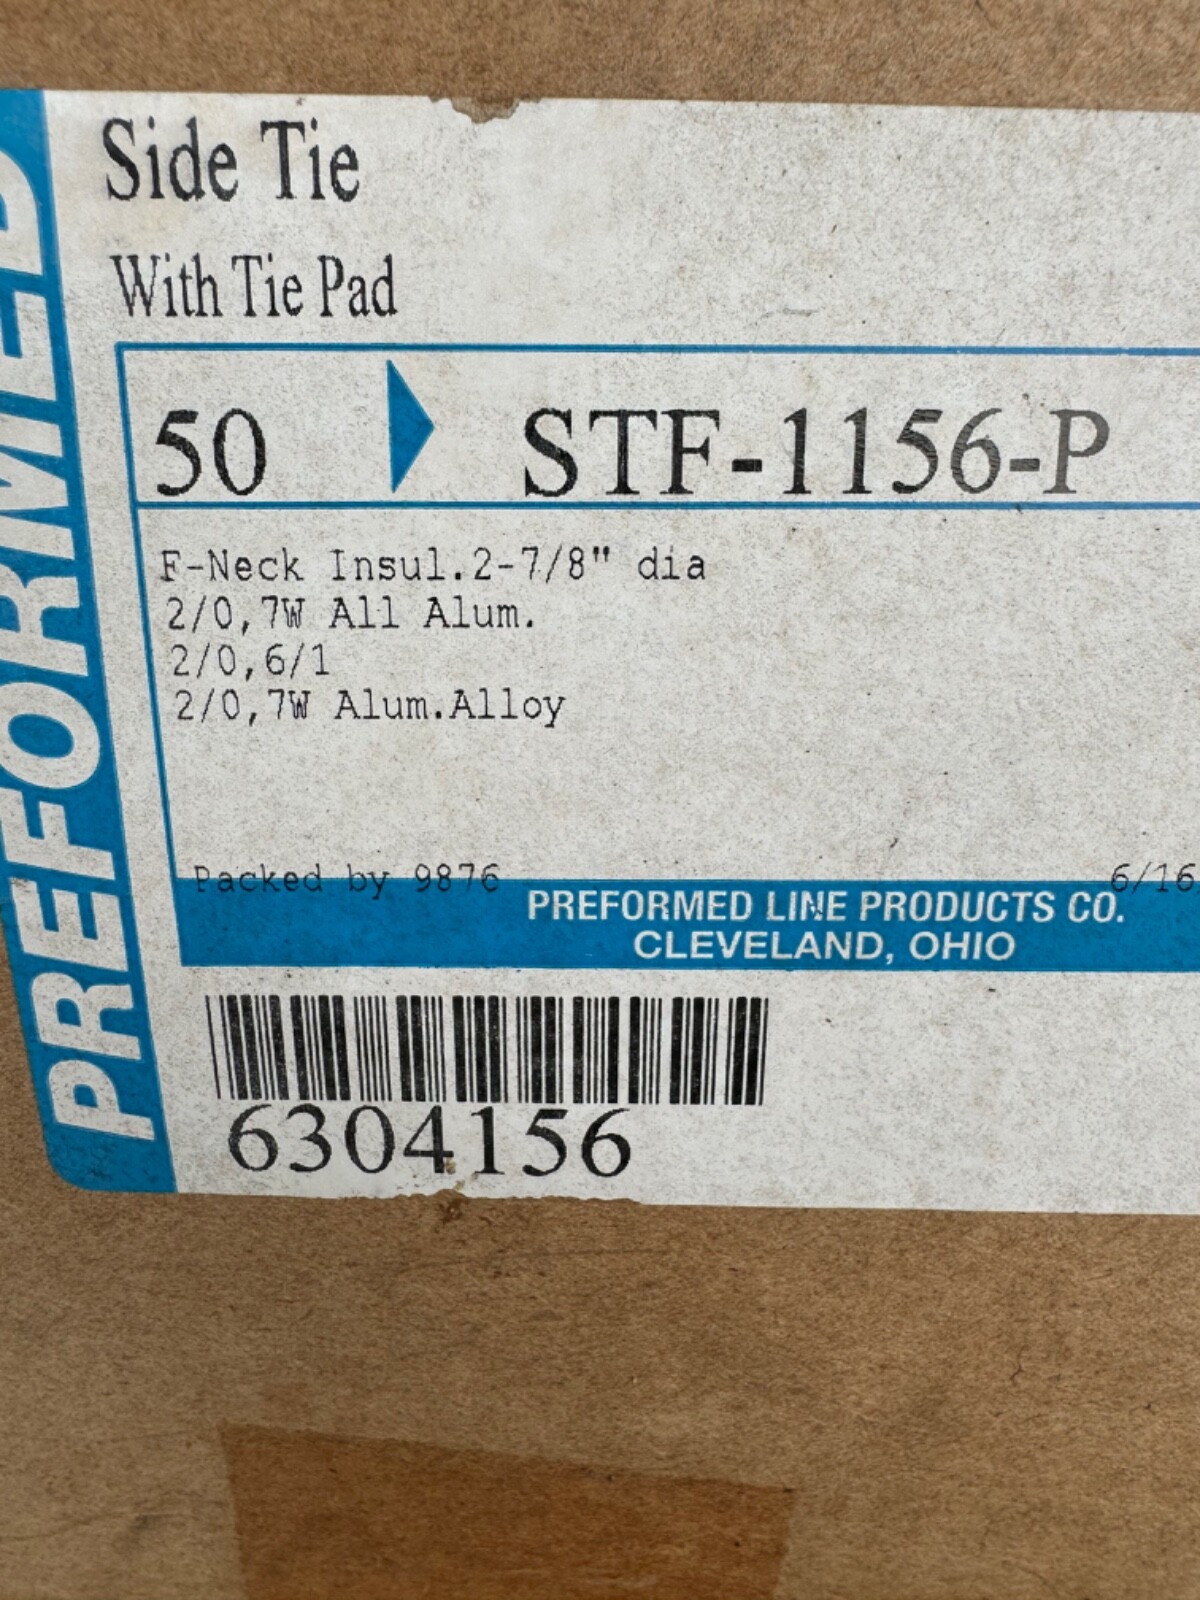 PREFORMED
Side Tie
With Tie Pad
50 STF-1156-P
F-Neck Insul.2-7/8" dia
2/0,7W All Alum.
2/0,6/1
2/0,7W Alum.Alloy
Packed by 9876 6/16
PREFORMED LINE PRODUCTS CO.
CLEVELAND, OHIO
6304156